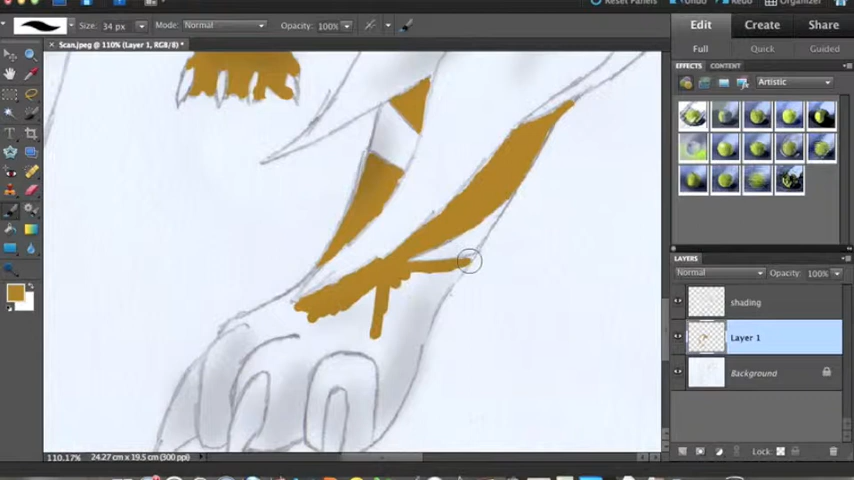 Reset Panels Undo Redo Organizer
Size: 34 px Mode: Normal Opacity: 100%
Edit Create Share
Scan.jpeg @ 110% (Layer 1, RGB/8) *
Full Quick Guided
EFFECTS CONTENT
Artistic
LAYERS
Normal Opacity: 100%
shading
Layer 1
Background
Lock:
110.17% 24.27 cm x 19.5 cm (300 ppi)